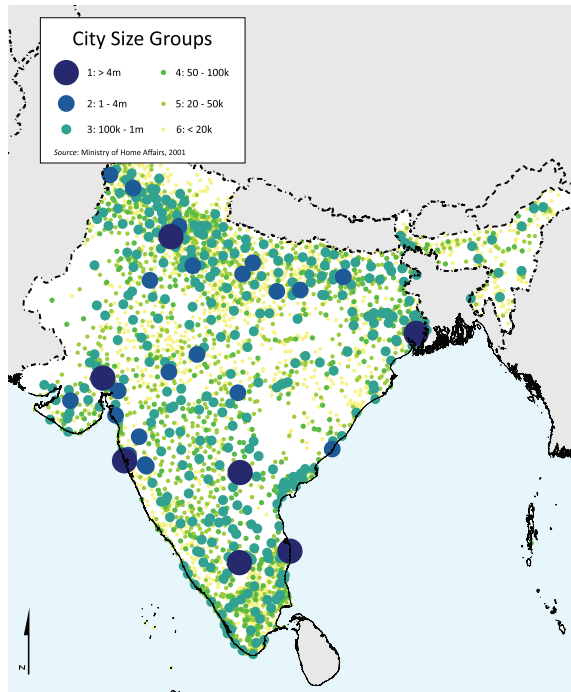 City Size Groups
1: > 4m
4: 50 - 100k
2: 1 - 4m
5: 20 - 50k
3: 100k - 1m
6: < 20k
Source: Ministry of Home Affairs, 2001
N